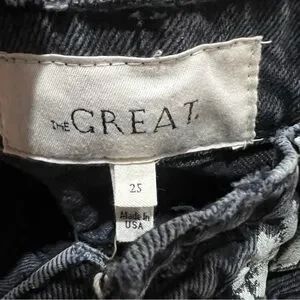 THE GREAT.
25
Made In
USA